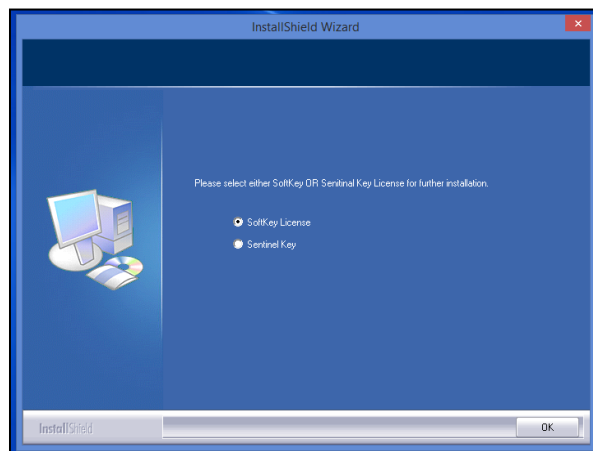 InstallShield Wizard
Please select either SoftKey OR Senitinal Key License for further installation.
SoftKey License
Sentinel Key
InstallShield
OK